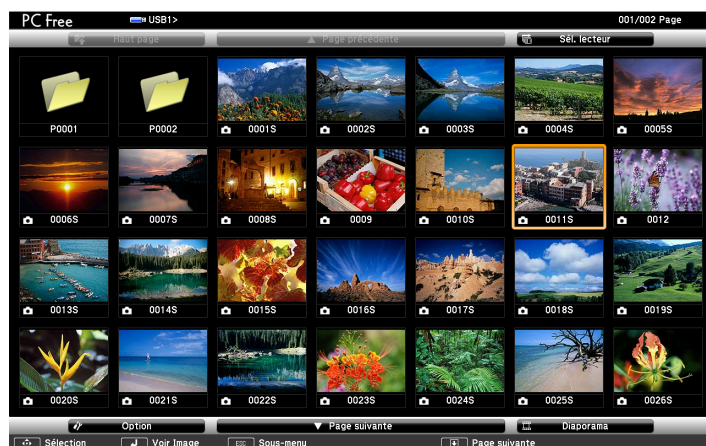 PC Free USB1> 001/002 Page
Haut page Page précédente Sél. lecteur
P0001 P0002 0001S 0002S 0003S 0004S 0005S
0006S 0007S 0008S 0009 0010S 0011S 0012
0013S 0014S 0015S 0016S 0017S 0018S 0019S
0020S 0021S 0022S 0023S 0024S 0025S 0026S
Option Page suivante Diaporama
Sélection Voir Image ESC Sous-menu Page suivante